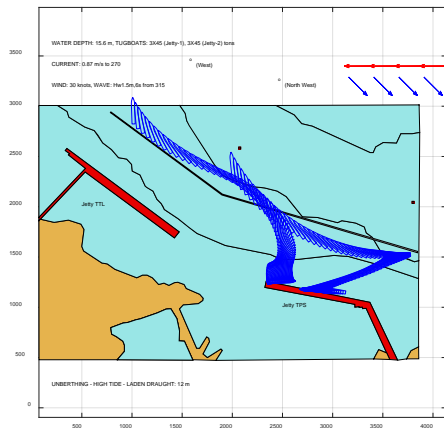 3500
WATER DEPTH: 15.6 m, TUGBOATS: 3X45 (Jetty-1), 3X45 (Jetty-2) tons
CURRENT: 0.87 m/s to 270
(West)
WIND: 30 knots, WAVE: Hw1.5m,6s from 315
(North West)
3000
2500
2000
Jetty TTL
1500
1000
Jetty TPS
500
UNBERTHING - HIGH TIDE - LADEN DRAUGHT: 12 m
0
500
1000
1500
2000
2500
3000
3500
4000